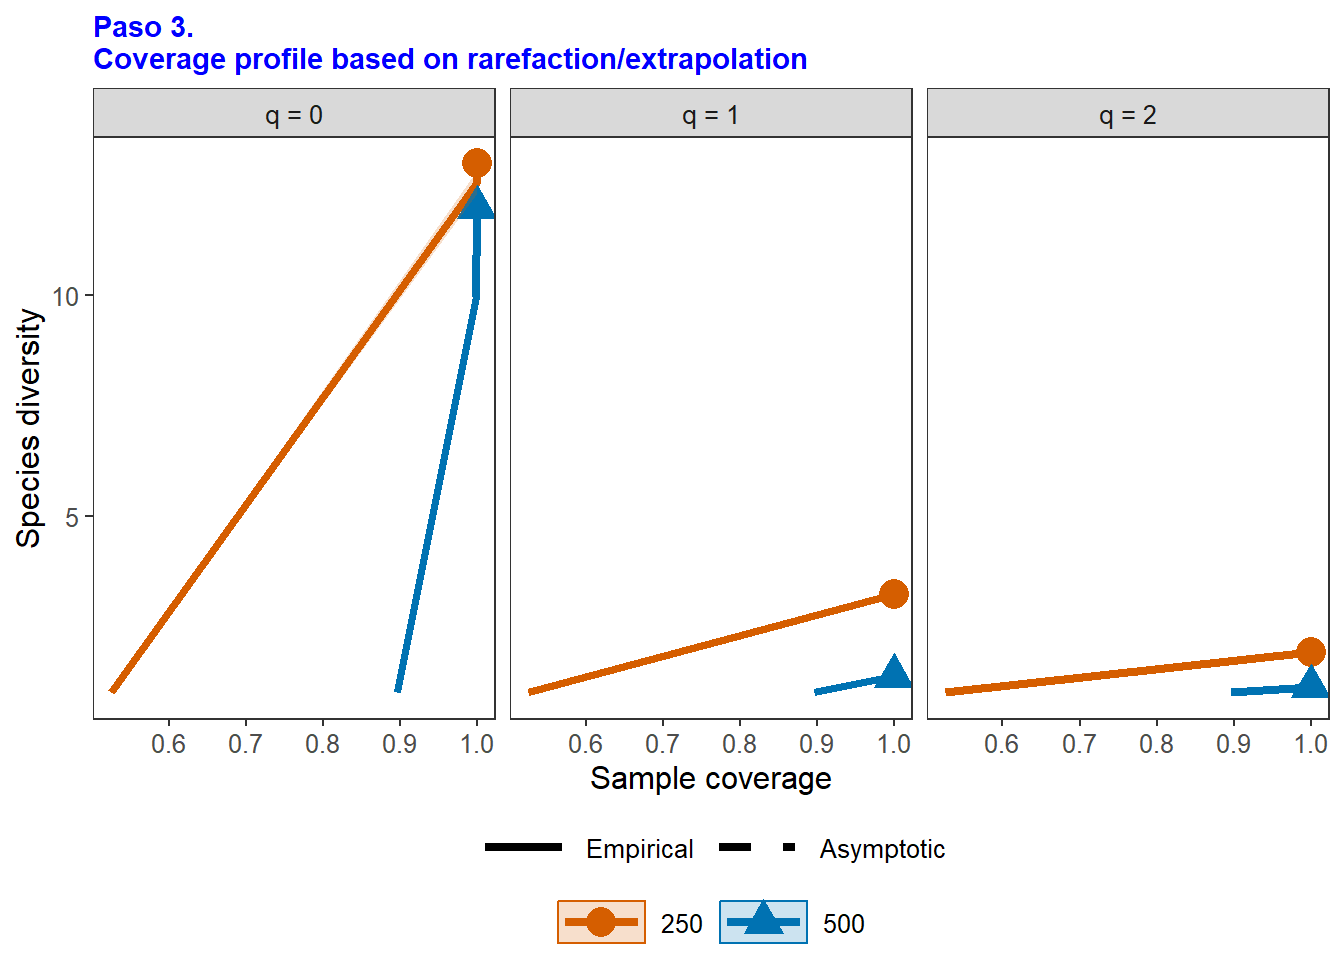 Paso 3.
Coverage profile based on rarefaction/extrapolation
q = 0
q = 1
q = 2
Species diversity
10
5
0.6 0.7 0.8 0.9 1.0
0.6 0.7 0.8 0.9 1.0
0.6 0.7 0.8 0.9 1.0
Sample coverage
Empirical
Asymptotic
250
500